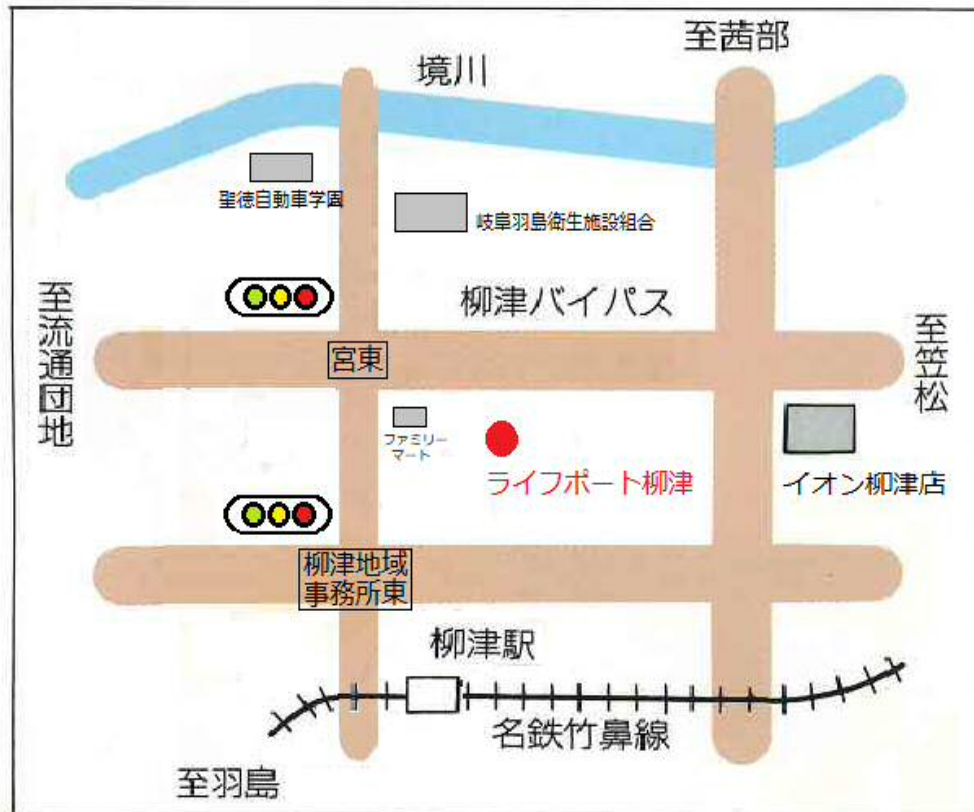 至茜部
境川
聖徳自動車学園
岐阜羽島衛生施設組合
至流通団地
柳津バイパス
至笠松
宮東
ファミリー
マート
ライフポート柳津
イオン柳津店
柳津地域
事務所東
柳津駅
名鉄竹鼻線
至羽島